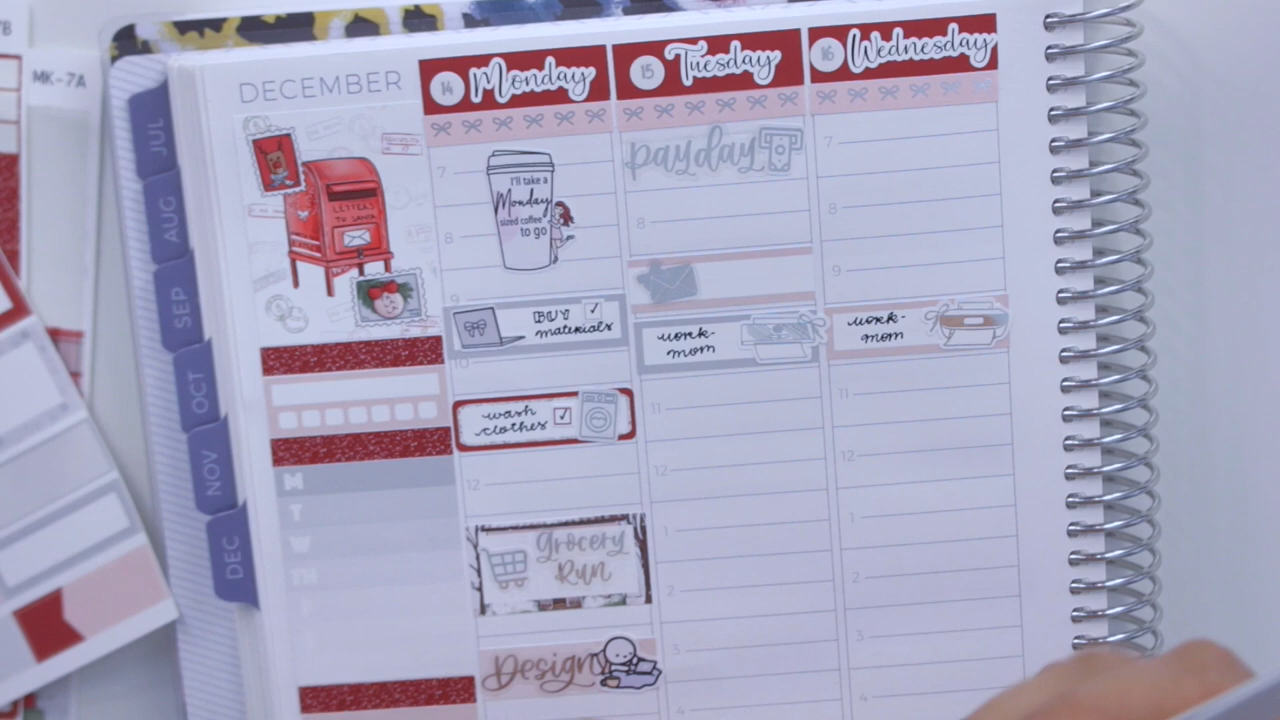 7B
MK-7A
JUL
AUG
SEP
OCT
NOV
DEC
DECEMBER
LETTERS
TO SANTA
M
T
W
TH
14 Monday
7
I'll take a
Monday
sized coffee
to go
8
9
BUY
materials
10
wash
clothes
12
Grocery
Run
Design
15 Tuesday
payday
8
work-
mom
11
12
1
2
3
4
16 Wednesday
7
8
9
work-
mom
11
12
1
2
3
4